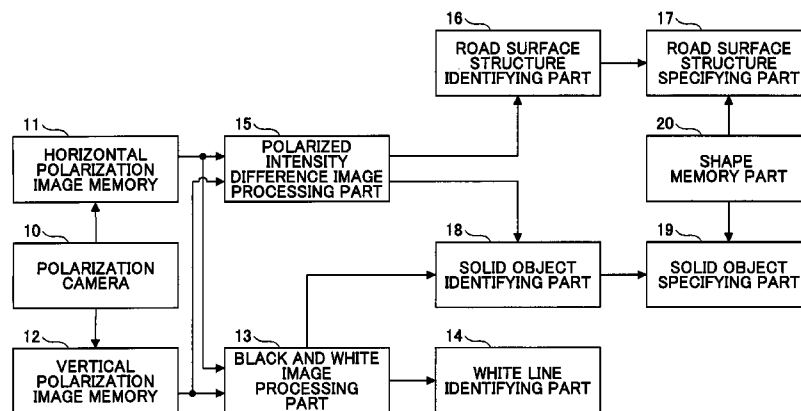 16
ROAD SURFACE
STRUCTURE
IDENTIFYING PART
17
ROAD SURFACE
STRUCTURE
SPECIFYING PART
11
HORIZONTAL
POLARIZATION
IMAGE MEMORY
15
POLARIZED
INTENSITY
DIFFERENCE IMAGE
PROCESSING PART
20
SHAPE
MEMORY PART
10
POLARIZATION
CAMERA
18
SOLID OBJECT
IDENTIFYING PART
19
SOLID OBJECT
SPECIFYING PART
12
VERTICAL
POLARIZATION
IMAGE MEMORY
13
BLACK AND WHITE
IMAGE
PROCESSING
PART
14
WHITE LINE
IDENTIFYING PART